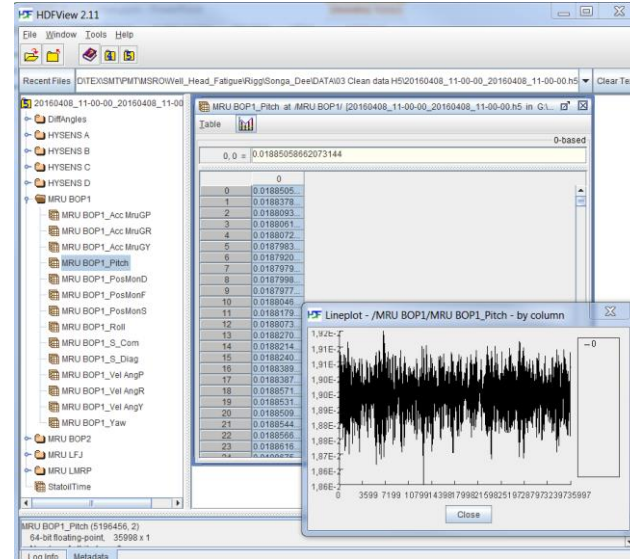 HDFView 2.11
File Window Tools Help
Recent Files D\TEX\SMT\PMT\MSRO\Well_Head_Fatigue\Rigg\Songa_Dee\DATA\03 Clean data H5\20160408_11-00-00_20160408_11-00-00.h5 Clear Te
20160408_11-00-00_20160408_11-00
DiffAngles
HYSENS A
HYSENS B
HYSENS C
HYSENS D
MRU BOP1
MRU BOP1_Acc MruGP
MRU BOP1_Acc MruGR
MRU BOP1_Acc MruGY
MRU BOP1_Pitch
MRU BOP1_PosMonD
MRU BOP1_PosMonF
MRU BOP1_PosMonS
MRU BOP1_Roll
MRU BOP1_S_Com
MRU BOP1_S_Diag
MRU BOP1_Vel AngP
MRU BOP1_Vel AngR
MRU BOP1_Vel AngY
MRU BOP1_Yaw
MRU BOP2
MRU LFJ
MRU LMRP
StatoilTime
MRU BOP1_Pitch at /MRU BOP1/ [20160408_11-00-00_20160408_11-00-00.h5 in G:\...
Table
0-based
0, 0 = 0.01885058662073144
0
0 0.0188505...
1 0.0188378...
2 0.0188093...
3 0.0188061...
4 0.0188072...
5 0.0187983...
6 0.0187920...
7 0.0187979...
8 0.0187998...
9 0.0187977...
10 0.0188046...
11 0.0188179...
12 0.0188073...
13 0.0188270...
14 0.0188214...
15 0.0188240...
16 0.0188389...
17 0.0188387...
18 0.0188571...
19 0.0188531...
20 0.0188509...
21 0.0188544...
22 0.0188566...
23 0.0188616...
Lineplot - /MRU BOP1/MRU BOP1_Pitch - by column
1,92E-2
1,91E-2
1,91E-2
1,90E-2
1,90E-2
1,89E-2
1,88E-2
1,88E-2
1,87E-2
1,86E-2
1,86E-2
0 3599 7199 1079914398179982159825197287973239735997
0
Close
MRU BOP1_Pitch (5196456, 2)
64-bit floating-point, 35998 x 1
Log Info Metadata